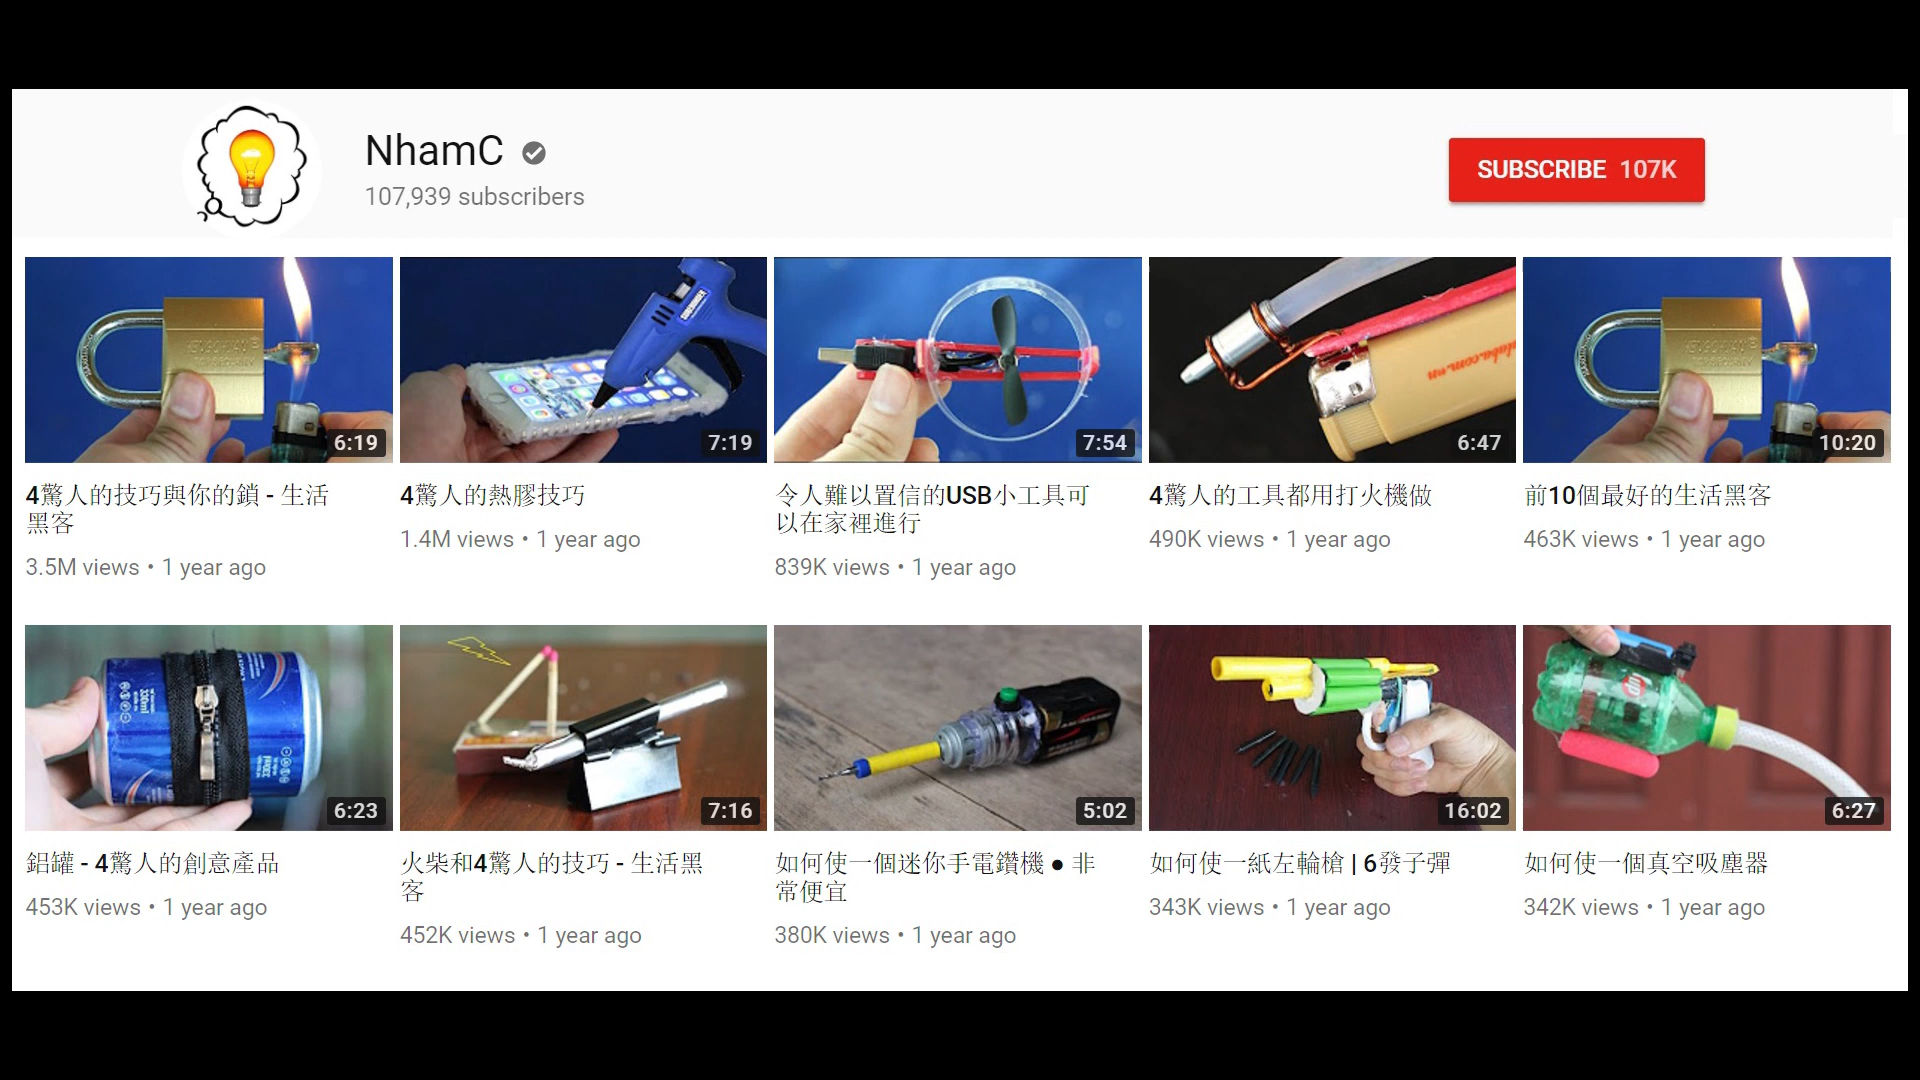 NhamC
107,939 subscribers
SUBSCRIBE 107K
6:19
7:19
7:54
6:47
10:20
4驚人的技巧與你的鎖 - 生活
黑客
3.5M views • 1 year ago
4驚人的熱膠技巧
1.4M views • 1 year ago
令人難以置信的USB小工具可
以在家裡進行
839K views • 1 year ago
4驚人的工具都用打火機做
490K views • 1 year ago
前10個最好的生活黑客
463K views • 1 year ago
6:23
7:16
5:02
16:02
6:27
鋁罐 - 4驚人的創意產品
453K views • 1 year ago
火柴和4驚人的技巧 - 生活黑
客
452K views • 1 year ago
如何使一個迷你手電鑽機 ● 非
常便宜
380K views • 1 year ago
如何使一紙左輪槍 | 6發子彈
343K views • 1 year ago
如何使一個真空吸塵器
342K views • 1 year ago